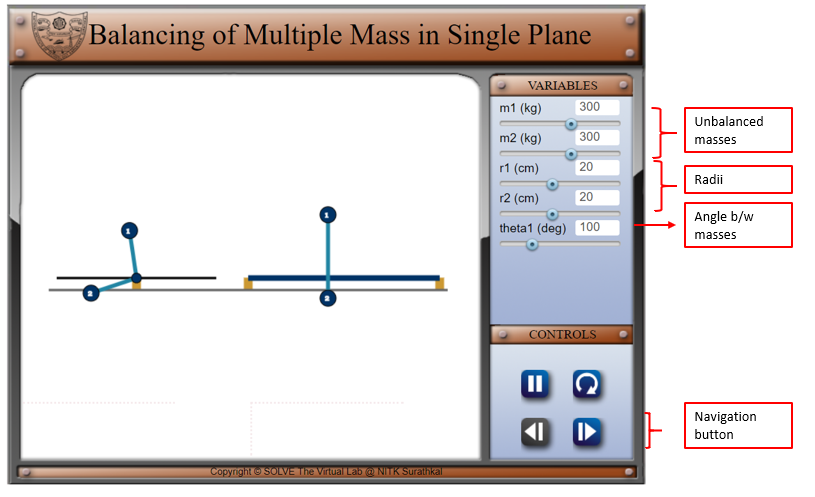 Balancing of Multiple Mass in Single Plane
VARIABLES
m1 (kg) 300
m2 (kg) 300
r1 (cm) 20
r2 (cm) 20
theta1 (deg) 100
Unbalanced
masses
Radii
Angle b/w
masses
1
2
1
2
CONTROLS
Navigation
button
Copyright © SOLVE The Virtual Lab @ NITK Surathkal